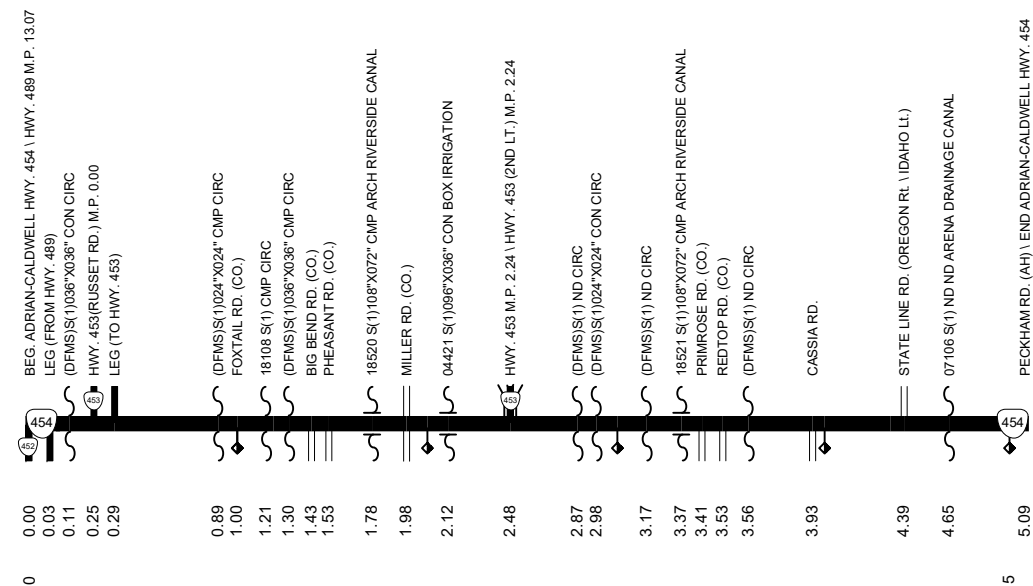 BEG. ADRIAN-CALDWELL HWY. 454 \ HWY. 489 M.P. 13.07
LEG (FROM HWY. 489)
(DFMS)S(1)036"X036" CON CIRC
HWY. 453(RUSSET RD.) M.P. 0.00
LEG (TO HWY. 453)
(DFMS)S(1)024"X024" CMP CIRC
FOXTAIL RD. (CO.)
18108 S(1) CMP CIRC
(DFMS)S(1)036"X036" CMP CIRC
BIG BEND RD. (CO.)
PHEASANT RD. (CO.)
18520 S(1)108"X072" CMP ARCH RIVERSIDE CANAL
MILLER RD. (CO.)
04421 S(1)096"X036" CON BOX IRRIGATION
HWY. 453 M.P. 2.24 \ HWY. 453 (2ND LT.) M.P. 2.24
(DFMS)S(1) ND CIRC
(DFMS)S(1)024"X024" CON CIRC
(DFMS)S(1) ND CIRC
18521 S(1)108"X072" CMP ARCH RIVERSIDE CANAL
PRIMROSE RD. (CO.)
REDTOP RD. (CO.)
(DFMS)S(1) ND CIRC
CASSIA RD.
STATE LINE RD. (OREGON Rt. \ IDAHO Lt.)
07106 S(1) ND ND ARENA DRAINAGE CANAL
PECKHAM RD. (AH) \ END ADRIAN-CALDWELL HWY. 454
454
452
453
453
454
0.00
0.03
0.11
0.25
0.29
0.89
1.00
1.21
1.30
1.43
1.53
1.78
1.98
2.12
2.48
2.87
2.98
3.17
3.37
3.41
3.53
3.56
3.93
4.39
4.65
5.09
0
5